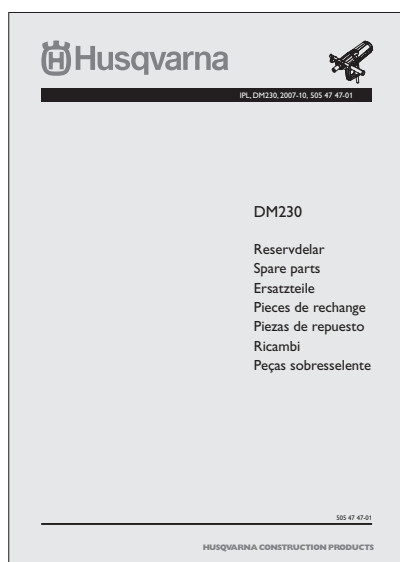 Husqvarna
IPL, DM230, 2007-10, 505 47 47-01
DM230
Reservdelar
Spare parts
Ersatzteile
Pieces de rechange
Piezas de repuesto
Ricambi
Peças sobresselente
505 47 47-01
HUSQVARNA CONSTRUCTION PRODUCTS